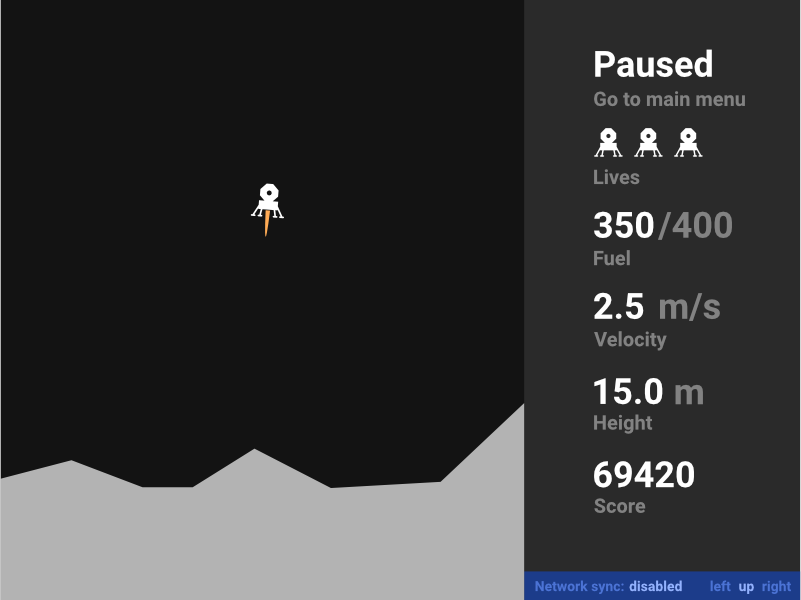 Paused
Go to main menu
Lives
350/400
Fuel
2.5 m/s
Velocity
15.0 m
Height
69420
Score
Network sync: disabled left up right